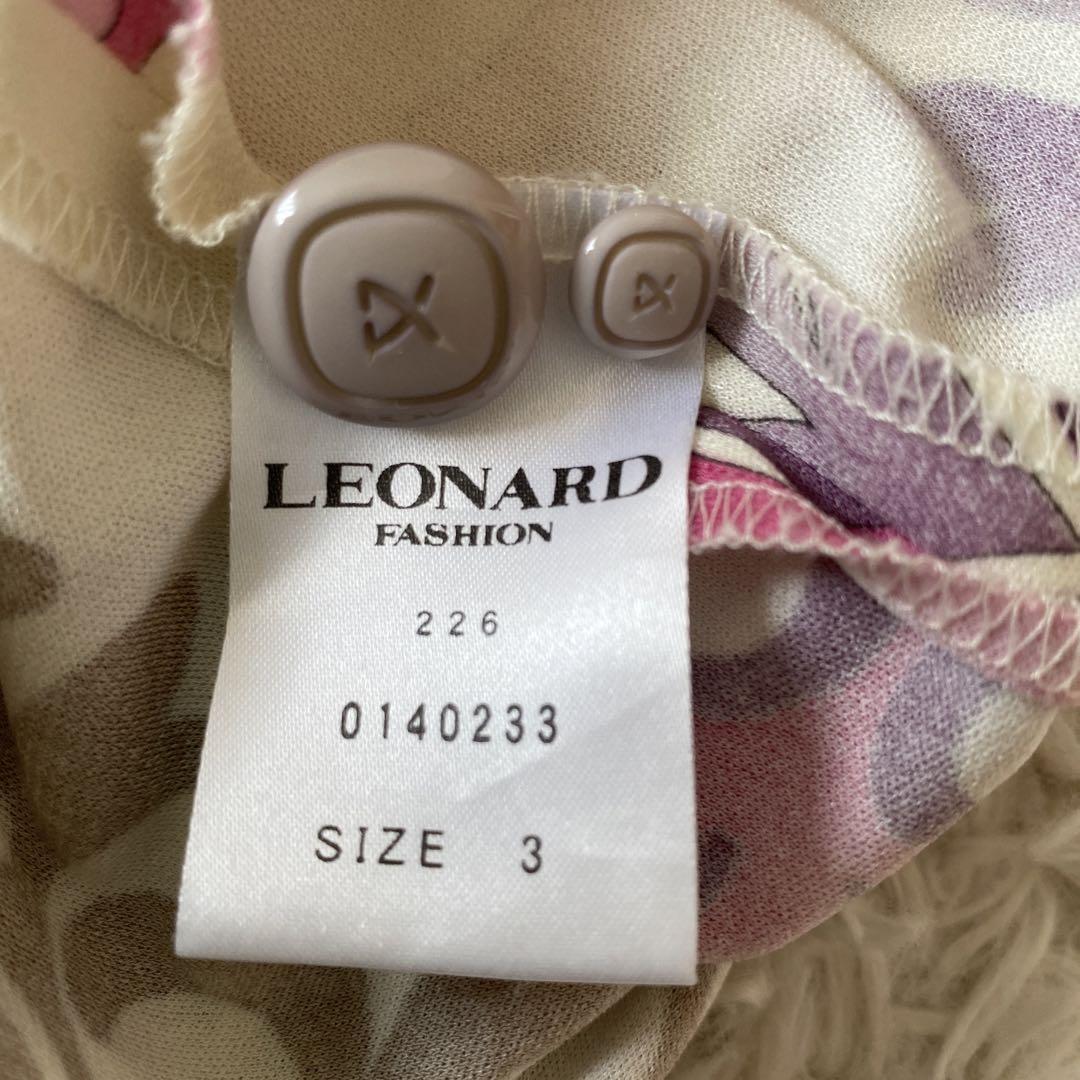 LEONARD
FASHION
226
0140233
SIZE 3